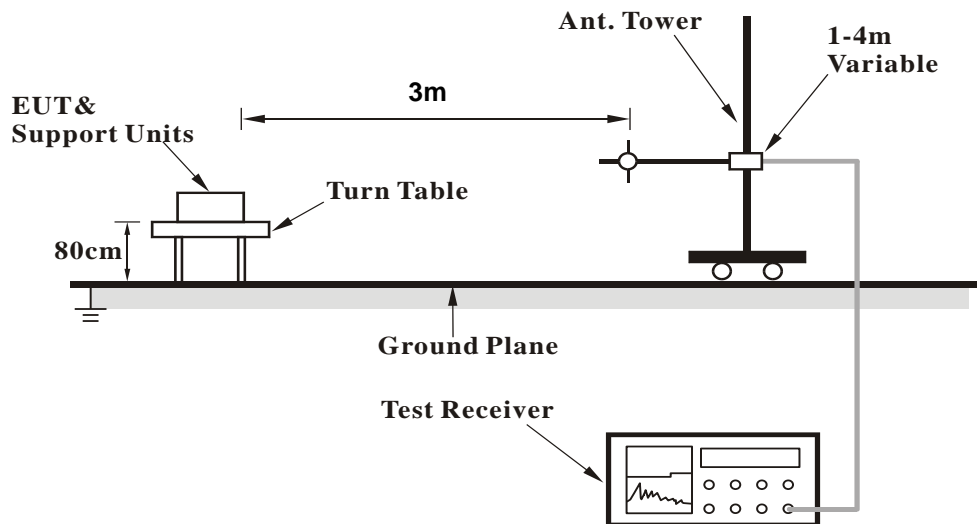 Ant. Tower
1-4m
Variable
3m
EUT&
Support Units
Turn Table
80cm
Ground Plane
Test Receiver